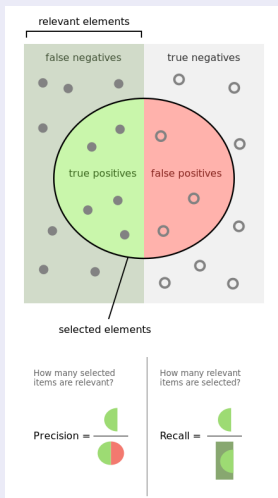 relevant elements
false negatives
true negatives
true positives
false positives
selected elements
How many selected
items are relevant?
How many relevant
items are selected?
Precision =
Recall =